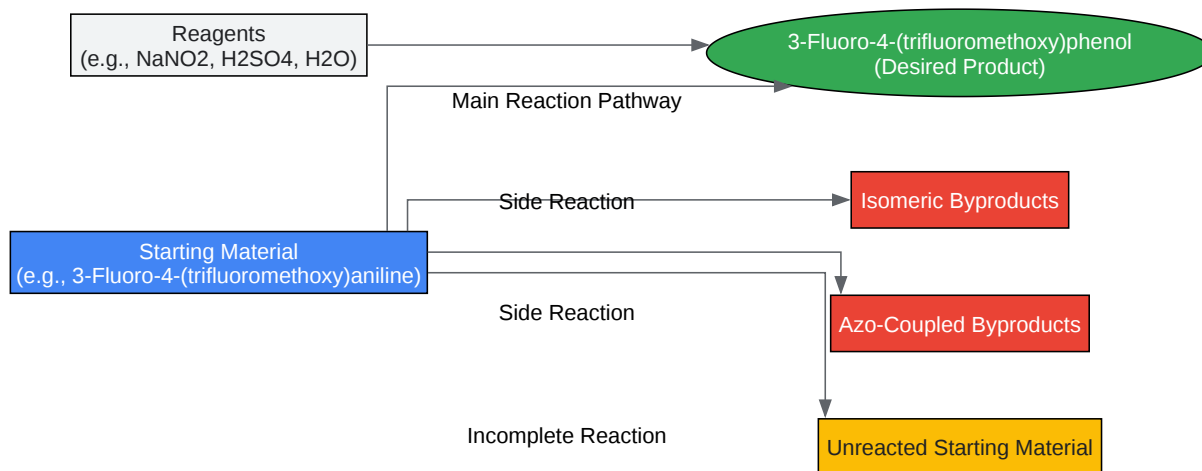 Reagents
(e.g., NaNO2, H2SO4, H2O)
3-Fluoro-4-(trifluoromethoxy)phenol
(Desired Product)
Main Reaction Pathway
Side Reaction
Isomeric Byproducts
Starting Material
(e.g., 3-Fluoro-4-(trifluoromethoxy)aniline)
Side Reaction
Azo-Coupled Byproducts
Incomplete Reaction
Unreacted Starting Material